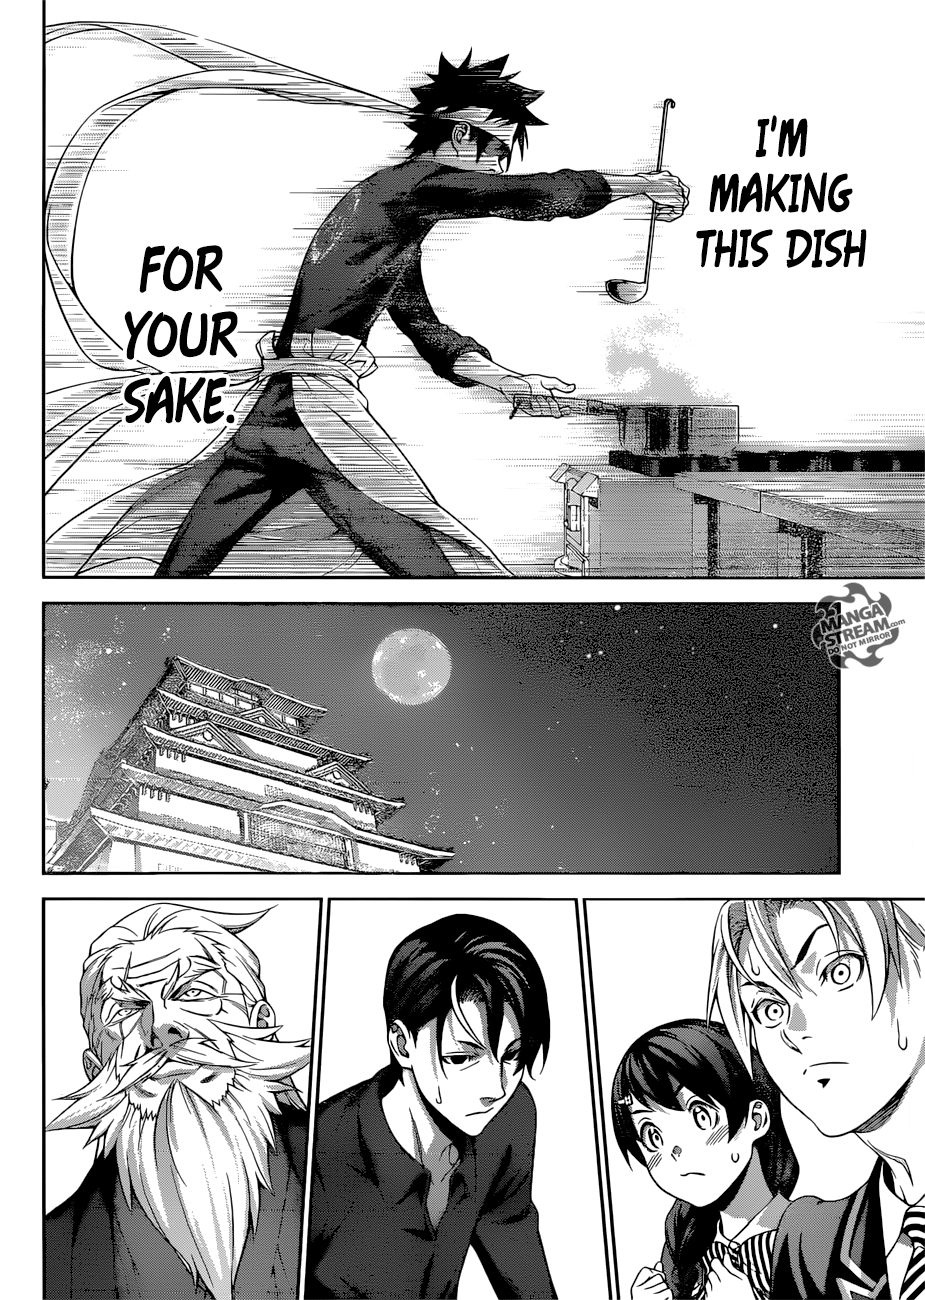 I'M
MAKING
THIS DISH
FOR
YOUR
SAKE.
MANGA
STREAM.com
DO NOT MIRROR